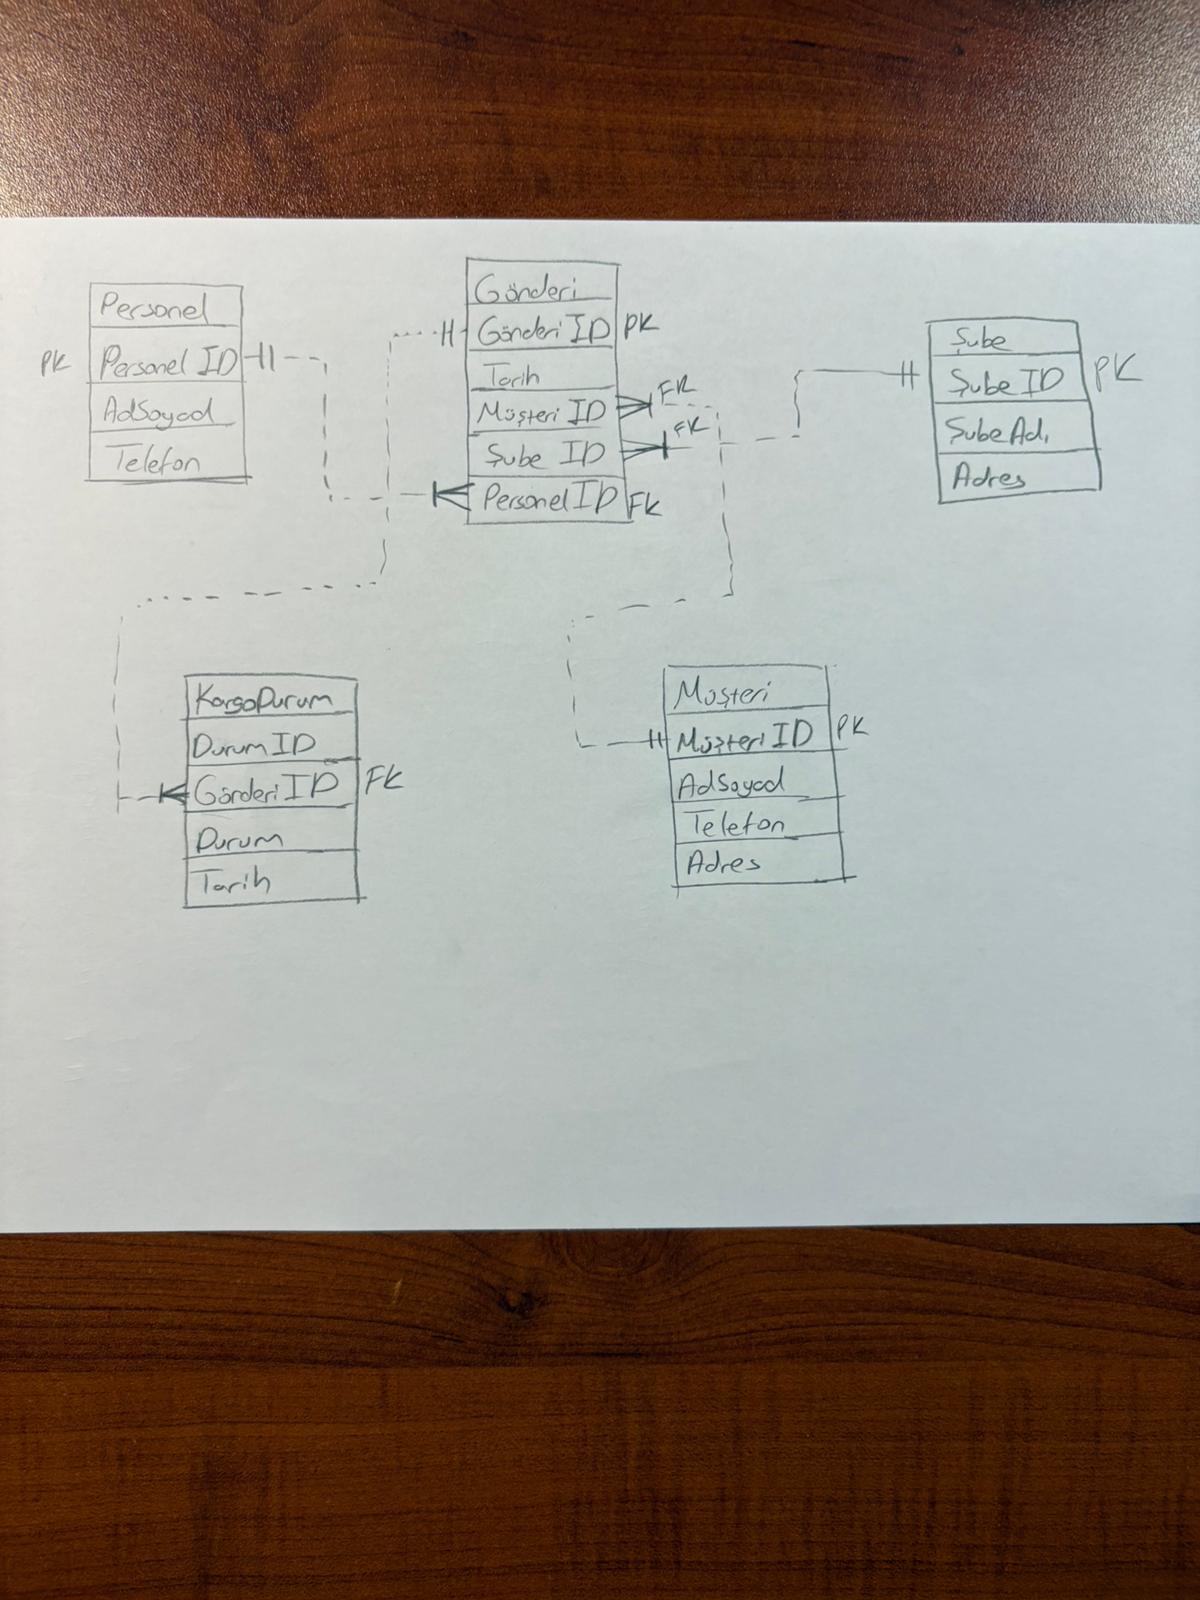 Personel
PK Personel ID
AdSoyad
Telefon
Gönderi
Gönderi ID PK
Tarih
Müşteri ID FK
Şube ID FK
Personel ID FK
Şube
Şube ID PK
Şube Adı
Adres
KargoDurum
Durum ID
Gönderi ID FK
Durum
Tarih
Müşteri
Müşteri ID PK
AdSoyad
Telefon
Adres